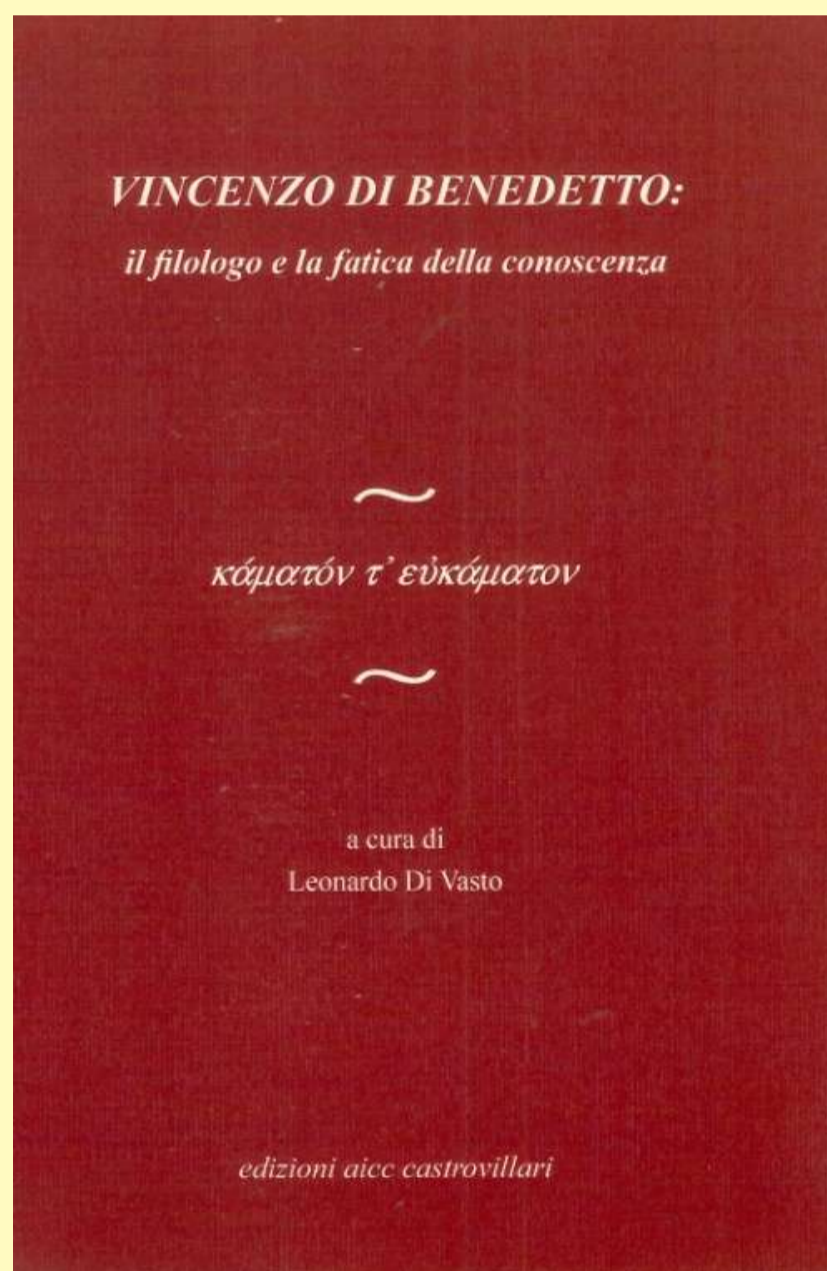 VINCENZO DI BENEDETTO:
il filologo e la fatica della conoscenza
~
κάματόν τ’ εὐκάματον
~
a cura di
Leonardo Di Vasto
edizioni aicc castrovillari